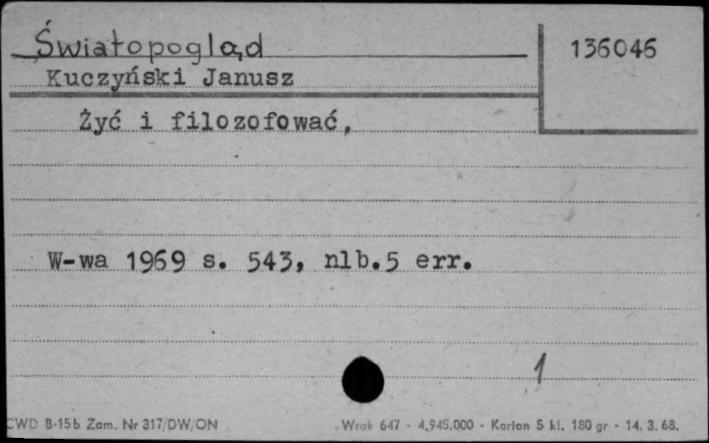 Światopogląd
136046
Kuczyński Janusz
Żyć i filozofować,
W-wa 1969 s. 543, nlb.5 err.
1
CWD B-15b Zam. Nr 317/DW/ON
Wrak 647 - 4.945.000 - Karton 5 kl. 180 gr - 14. 3. 68.